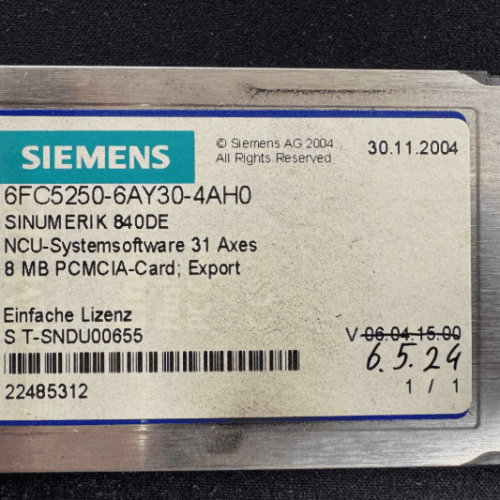 SIEMENS
© Siemens AG 2004
All Rights Reserved
30.11.2004
6FC5250-6AY30-4AH0
SINUMERIK 840DE
NCU-Systemsoftware 31 Axes
8 MB PCMCIA-Card; Export
Einfache Lizenz
S T-SNDU00655
V 06.04.15.00
6.5.29
22485312
1 / 1